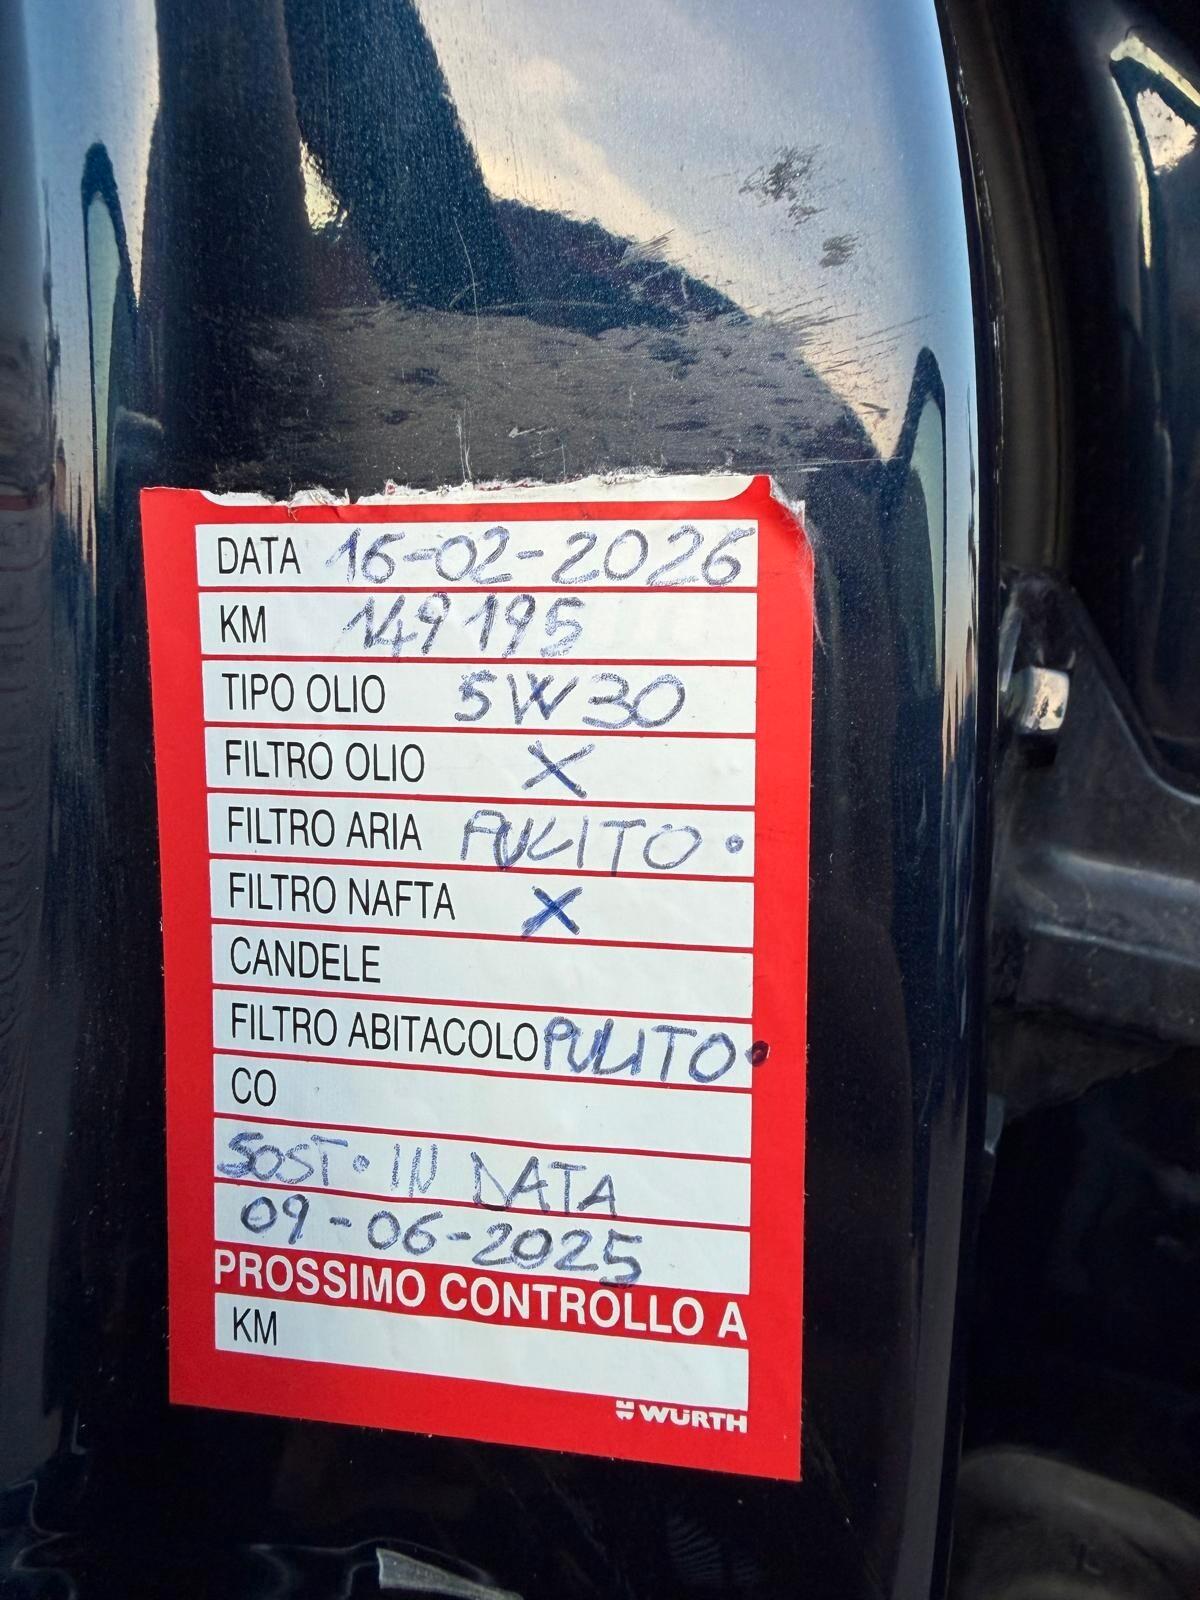 DATA 16-02-2026
KM 149195
TIPO OLIO 5W30
FILTRO OLIO X
FILTRO ARIA PULITO.
FILTRO NAFTA X
CANDELE
FILTRO ABITACOLO PULITO.
CO
SOST. IN DATA
09-06-2025
PROSSIMO CONTROLLO A
KM
WÜRTH